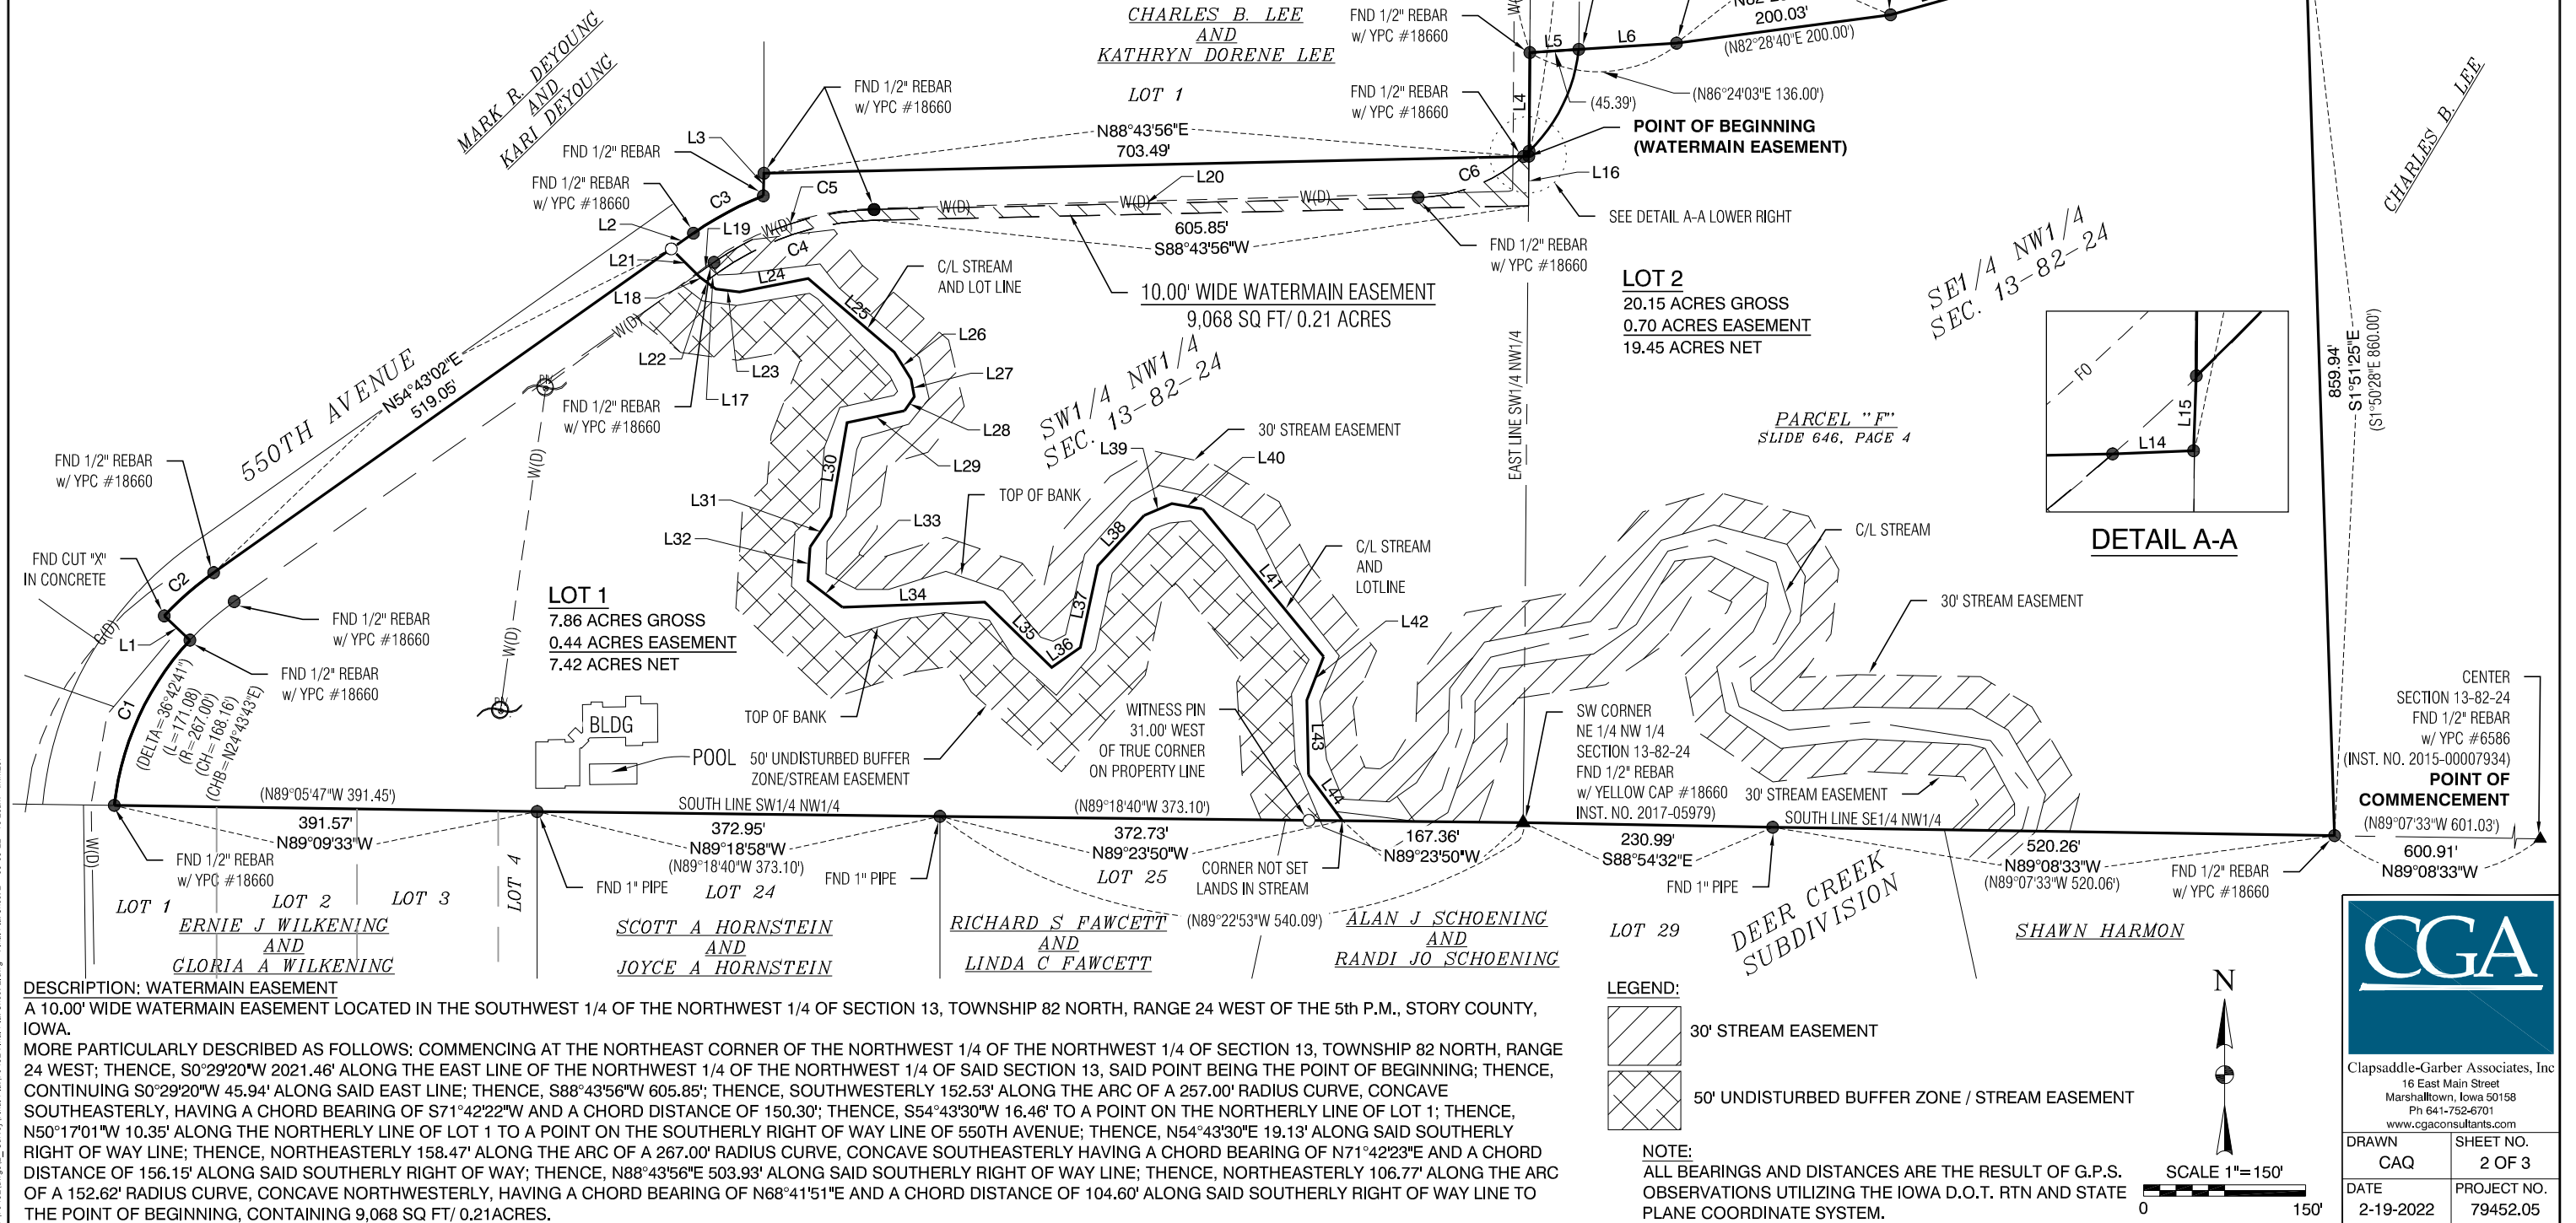 MARK R. DEYOUNG
AND
KARI DEYOUNG
CHARLES B. LEE
AND
KATHRYN DORENE LEE
LOT 1
FND 1/2" REBAR
w/ YPC #18660
FND 1/2" REBAR
w/ YPC #18660
FND 1/2" REBAR
w/ YPC #18660
L3
FND 1/2" REBAR
FND 1/2" REBAR
w/ YPC #18660
L2
C3
C5
N88°43'56"E
703.49'
L4
L5
L6
200.03'
(N82°28'40"E 200.00')
(45.39')
(N86°24'03"E 136.00')
POINT OF BEGINNING
(WATERMAIN EASEMENT)
L16
C6
L20
W(D)
W(D)
W(D)
W(D)
605.85'
S88°43'56"W
SEE DETAIL A-A LOWER RIGHT
FND 1/2" REBAR
w/ YPC #18660
CHARLES B. LEE
L19
L21
L18
C4
L24
L25
C/L STREAM
AND LOT LINE
10.00' WIDE WATERMAIN EASEMENT
9,068 SQ FT/ 0.21 ACRES
LOT 2
20.15 ACRES GROSS
0.70 ACRES EASEMENT
19.45 ACRES NET
SE1/4 NW1/4
SEC. 13-82-24
W(D)
L22
L17
L23
L26
L27
L28
L29
L30
FND 1/2" REBAR
w/ YPC #18660
550TH AVENUE
N54°43'02"E
519.05'
SW1/4 NW1/4
SEC. 13-82-24
EAST LINE SW1/4 NW1/4
PARCEL "F"
SLIDE 646, PAGE 4
FO
L15
L14
DETAIL A-A
859.94'
S1°51'25"E
(S1°50'28"E 860.00')
FND 1/2" REBAR
w/ YPC #18660
W(D)
L31
L32
L33
TOP OF BANK
L39
30' STREAM EASEMENT
L40
L38
L41
C/L STREAM
AND
LOTLINE
C/L STREAM
30' STREAM EASEMENT
FND CUT "X"
IN CONCRETE
C2
G(D)
L1
FND 1/2" REBAR
w/ YPC #18660
FND 1/2" REBAR
w/ YPC #18660
C1
(DELTA=36°42'41")
(L=171.08)
(R=267.00')
(CH=168.16)
(CHB=N24°43'43"E)
W(D)
LOT 1
7.86 ACRES GROSS
0.44 ACRES EASEMENT
7.42 ACRES NET
L34
L35
L36
L37
L42
L43
L44
BLDG
POOL
TOP OF BANK
50' UNDISTURBED BUFFER
ZONE/STREAM EASEMENT
WITNESS PIN
31.00' WEST
OF TRUE CORNER
ON PROPERTY LINE
SW CORNER
NE 1/4 NW 1/4
SECTION 13-82-24
FND 1/2" REBAR
w/ YELLOW CAP #18660
INST. NO. 2017-05979)
30' STREAM EASEMENT
CENTER
SECTION 13-82-24
FND 1/2" REBAR
w/ YPC #6586
(INST. NO. 2015-00007934)
POINT OF
COMMENCEMENT
(N89°07'33"W 601.03')
600.91'
N89°08'33"W
(N89°05'47"W 391.45')
391.57'
N89°09'33"W
SOUTH LINE SW1/4 NW1/4
372.95'
N89°18'58"W
(N89°18'40"W 373.10')
(N89°18'40"W 373.10')
372.73'
N89°23'50"W
167.36'
N89°23'50"W
230.99'
S88°54'32"E
SOUTH LINE SE1/4 NW1/4
520.26'
N89°08'33"W
(N89°07'33"W 520.06')
FND 1/2" REBAR
w/ YPC #18660
W(D)
FND 1/2" REBAR
w/ YPC #18660
FND 1" PIPE
FND 1" PIPE
CORNER NOT SET
LANDS IN STREAM
FND 1" PIPE
LOT 1
LOT 2
LOT 3
LOT 4
LOT 24
LOT 25
LOT 29
(N89°22'53"W 540.09')
ERNIE J WILKENING
AND
GLORIA A WILKENING
SCOTT A HORNSTEIN
AND
JOYCE A HORNSTEIN
RICHARD S FAWCETT
AND
LINDA C FAWCETT
ALAN J SCHOENING
AND
RANDI JO SCHOENING
DEER CREEK
SUBDIVISION
SHAWN HARMON
DESCRIPTION: WATERMAIN EASEMENT
A 10.00' WIDE WATERMAIN EASEMENT LOCATED IN THE SOUTHWEST 1/4 OF THE NORTHWEST 1/4 OF SECTION 13, TOWNSHIP 82 NORTH, RANGE 24 WEST OF THE 5th P.M., STORY COUNTY,
IOWA.
MORE PARTICULARLY DESCRIBED AS FOLLOWS: COMMENCING AT THE NORTHEAST CORNER OF THE NORTHWEST 1/4 OF THE NORTHWEST 1/4 OF SECTION 13, TOWNSHIP 82 NORTH, RANGE
24 WEST; THENCE, S0°29'20"W 2021.46' ALONG THE EAST LINE OF THE NORTHWEST 1/4 OF THE NORTHWEST 1/4 OF SAID SECTION 13, SAID POINT BEING THE POINT OF BEGINNING; THENCE,
CONTINUING S0°29'20"W 45.94' ALONG SAID EAST LINE; THENCE, S88°43'56"W 605.85'; THENCE, SOUTHWESTERLY 152.53' ALONG THE ARC OF A 257.00' RADIUS CURVE, CONCAVE
SOUTHEASTERLY, HAVING A CHORD BEARING OF S71°42'22"W AND A CHORD DISTANCE OF 150.30'; THENCE, S54°43'30"W 16.46' TO A POINT ON THE NORTHERLY LINE OF LOT 1; THENCE,
N50°17'01"W 10.35' ALONG THE NORTHERLY LINE OF LOT 1 TO A POINT ON THE SOUTHERLY RIGHT OF WAY LINE OF 550TH AVENUE; THENCE, N54°43'30"E 19.13' ALONG SAID SOUTHERLY
RIGHT OF WAY LINE; THENCE, NORTHEASTERLY 158.47' ALONG THE ARC OF A 267.00' RADIUS CURVE, CONCAVE SOUTHEASTERLY HAVING A CHORD BEARING OF N71°42'23"E AND A CHORD
DISTANCE OF 156.15' ALONG SAID SOUTHERLY RIGHT OF WAY; THENCE, N88°43'56"E 503.93' ALONG SAID SOUTHERLY RIGHT OF WAY LINE; THENCE, NORTHEASTERLY 106.77' ALONG THE ARC
OF A 152.62' RADIUS CURVE, CONCAVE NORTHWESTERLY, HAVING A CHORD BEARING OF N68°41'51"E AND A CHORD DISTANCE OF 104.60' ALONG SAID SOUTHERLY RIGHT OF WAY LINE TO
THE POINT OF BEGINNING, CONTAINING 9,068 SQ FT/ 0.21ACRES.
LEGEND:
30' STREAM EASEMENT
50' UNDISTURBED BUFFER ZONE / STREAM EASEMENT
NOTE:
ALL BEARINGS AND DISTANCES ARE THE RESULT OF G.P.S.
OBSERVATIONS UTILIZING THE IOWA D.O.T. RTN AND STATE
PLANE COORDINATE SYSTEM.
N
SCALE 1"=150'
0 150'
CGA
Clapsaddle-Garber Associates, Inc
16 East Main Street
Marshalltown, Iowa 50158
Ph 641-752-6701
www.cgaconsultants.com
DRAWN
CAQ
SHEET NO.
2 OF 3
DATE
2-19-2022
PROJECT NO.
79452.05